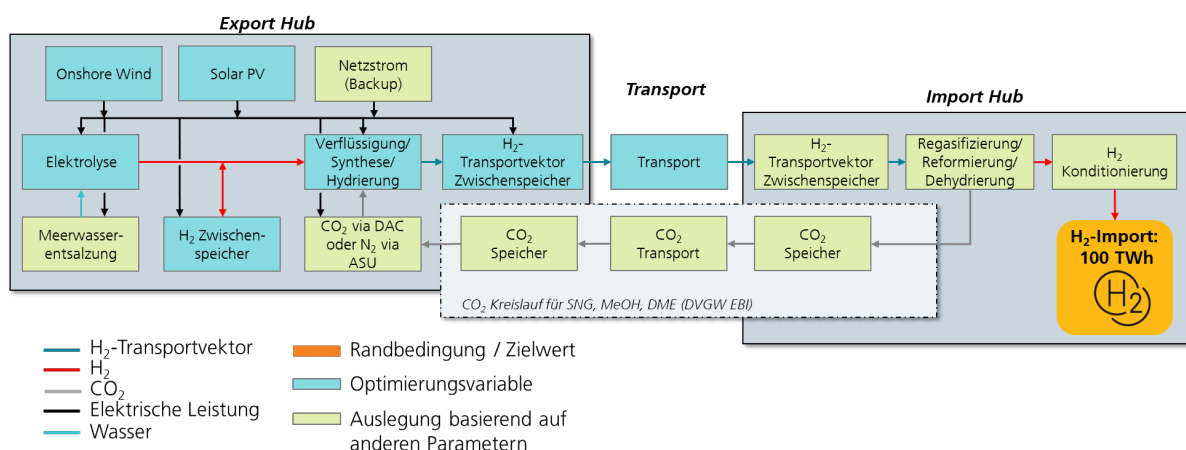 Export Hub
Onshore Wind
Solar PV
Netzstrom
(Backup)
Transport
Import Hub
Elektrolyse
Verflüssigung/
Synthese/
Hydrierung
H₂-
Transportvektor
Zwischenspeicher
Transport
H₂-
Transportvektor
Zwischenspeicher
Regasifizierung/
Reformierung/
Dehydrierung
H₂
Konditionierung
Meerwasser-
entsalzung
H₂ Zwischen-
speicher
CO₂ via DAC
oder N₂ via
ASU
CO₂
Speicher
CO₂
Transport
CO₂
Speicher
H₂-Import:
100 TWh
H₂
CO₂ Kreislauf für SNG, MeOH, DME (DVGW EBI)
H₂-Transportvektor
H₂
CO₂
Elektrische Leistung
Wasser
Randbedingung / Zielwert
Optimierungsvariable
Auslegung basierend auf
anderen Parametern